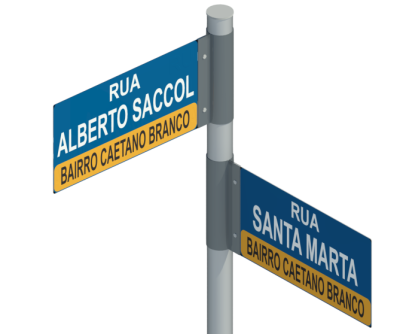 RUA
ALBERTO SACCOL
BAIRRO CAETANO BRANCO
RUA
SANTA MARTA
BAIRRO CAETANO BRANCO